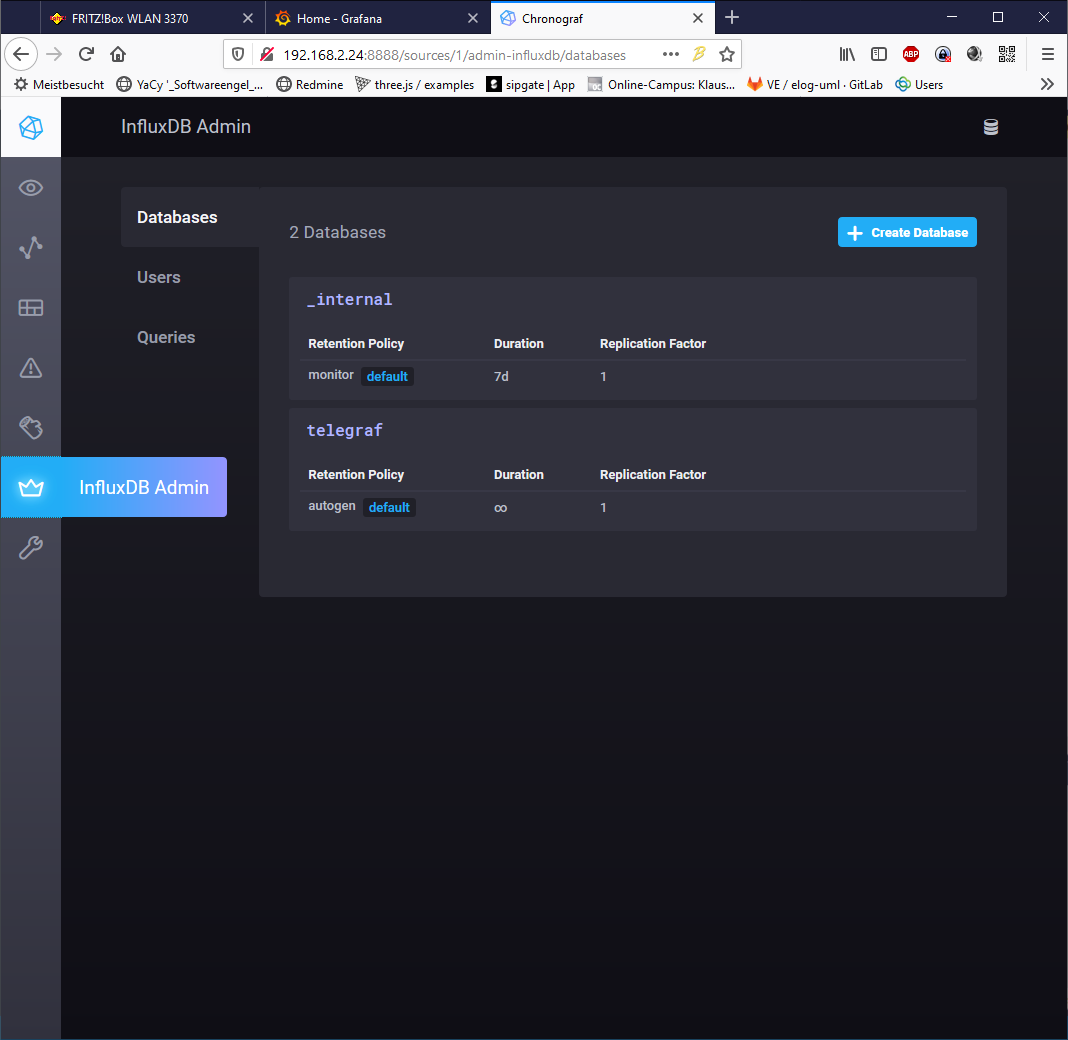 FRITZ!Box WLAN 3370
Home - Grafana
Chronograf
192.168.2.24:8888/sources/1/admin-influxdb/databases
Meistbesucht
YaCy '_Softwareengel_...
Redmine
three.js / examples
sipgate | App
Online-Campus: Klaus...
VE / elog-uml · GitLab
Users
InfluxDB Admin
Databases
Users
Queries
InfluxDB Admin
2 Databases
Create Database
_internal
Retention Policy Duration Replication Factor
monitor default 7d 1
telegraf
Retention Policy Duration Replication Factor
autogen default ∞ 1
ABP